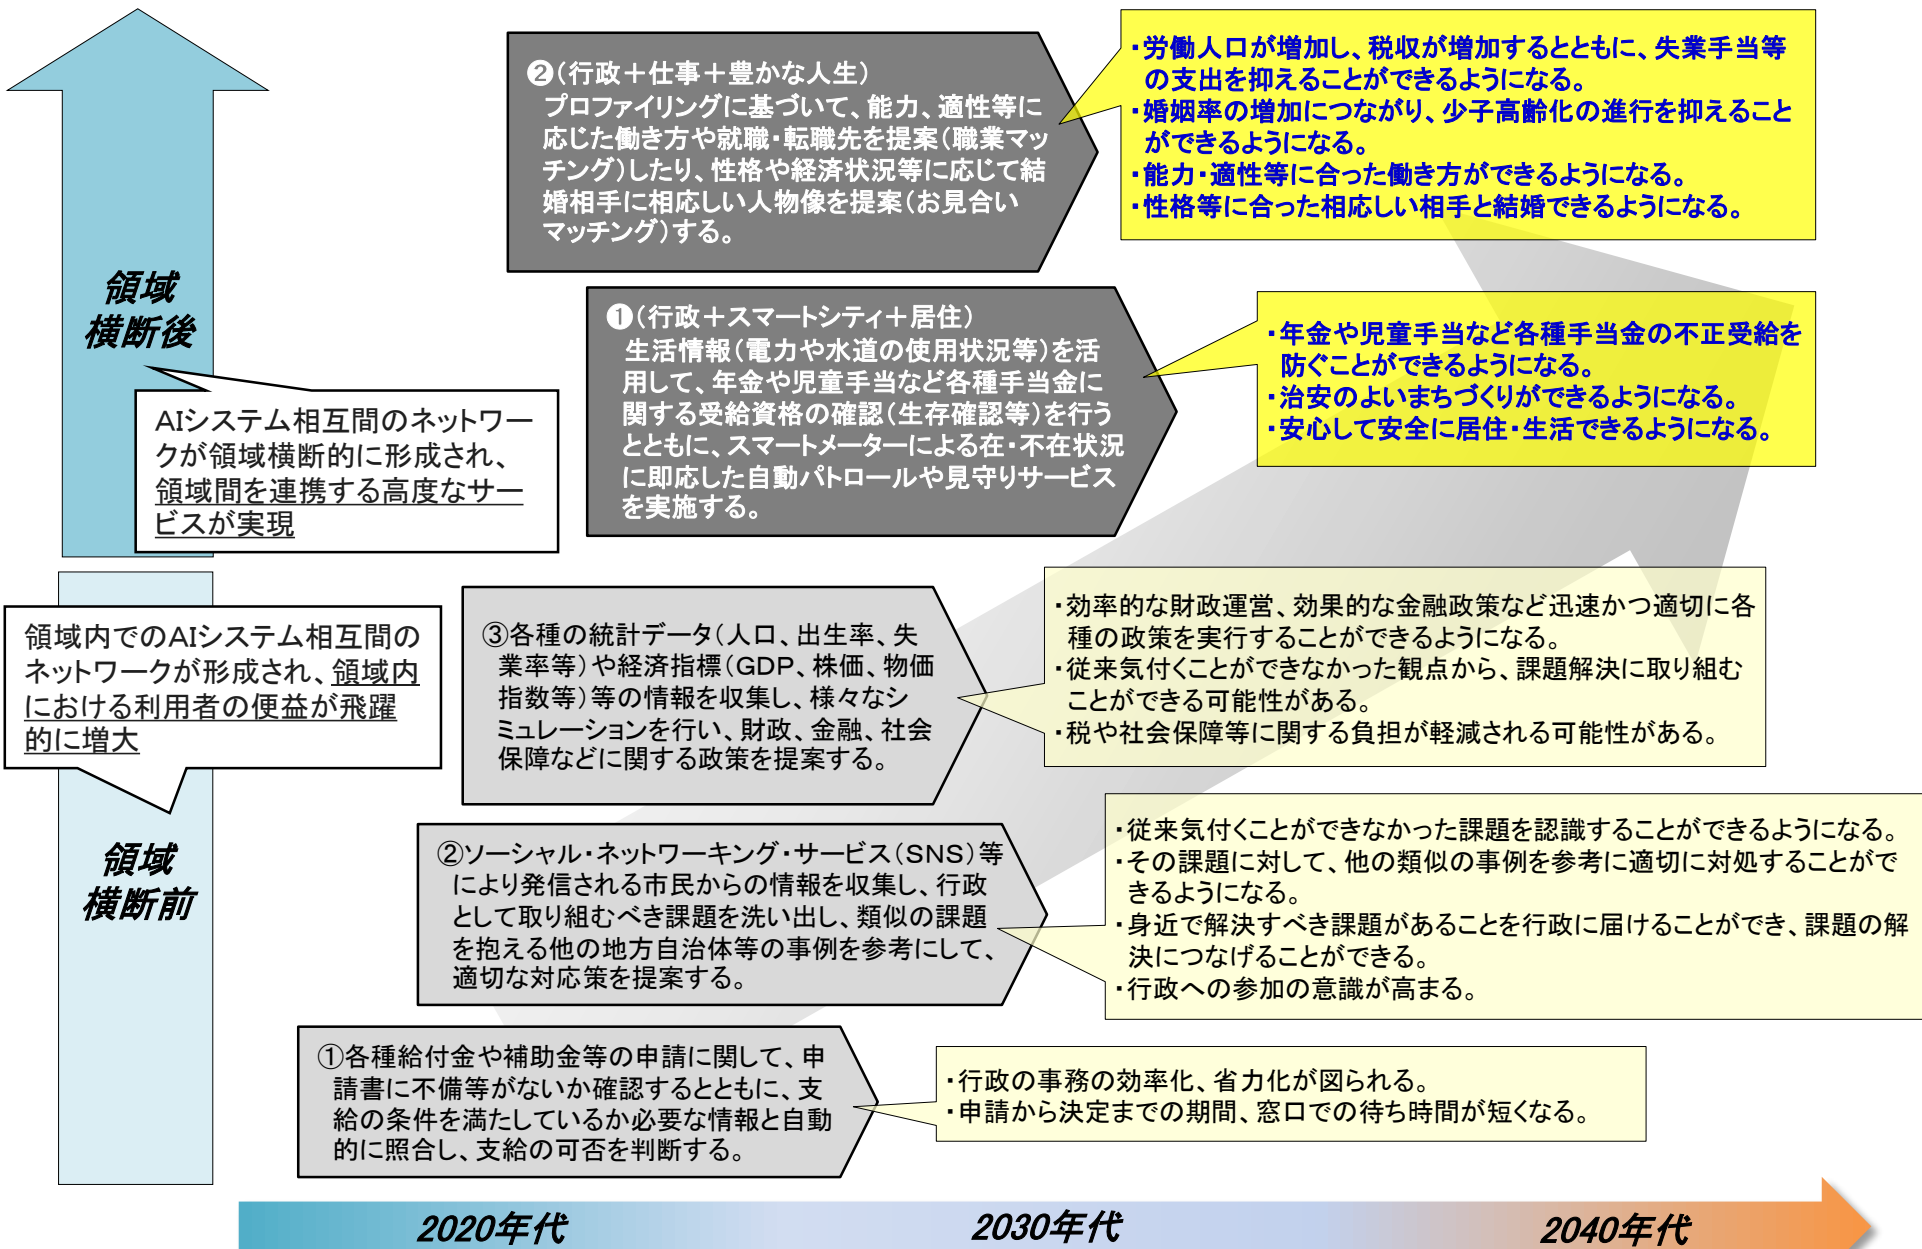 ❷（行政＋仕事＋豊かな人生）
プロファイリングに基づいて、能力、適性等に
応じた働き方や就職・転職先を提案（職業マッ
チング）したり、性格や経済状況等に応じて結
婚相手に相応しい人物像を提案（お見合い
マッチング）する。
・労働人口が増加し、税収が増加するとともに、失業手当等
の支出を抑えることができるようになる。
・婚姻率の増加につながり、少子高齢化の進行を抑えること
ができるようになる。
・能力・適性等に合った働き方ができるようになる。
・性格等に合った相応しい相手と結婚できるようになる。
領域
横断後
❶（行政＋スマートシティ＋居住）
生活情報（電力や水道の使用状況等）を活
用して、年金や児童手当など各種手当金に
関する受給資格の確認（生存確認等）を行う
とともに、スマートメーターによる在・不在状況
に即応した自動パトロールや見守りサービス
を実施する。
・年金や児童手当など各種手当金の不正受給を
防ぐことができるようになる。
・治安のよいまちづくりができるようになる。
・安心して安全に居住・生活できるようになる。
AIシステム相互間のネットワー
クが領域横断的に形成され、
領域間を連携する高度なサー
ビスが実現
領域内でのAIシステム相互間の
ネットワークが形成され、領域内
における利用者の便益が飛躍
的に増大
③各種の統計データ（人口、出生率、失
業率等）や経済指標（GDP、株価、物価
指数等）等の情報を収集し、様々なシ
ミュレーションを行い、財政、金融、社会
保障などに関する政策を提案する。
・効率的な財政運営、効果的な金融政策など迅速かつ適切に各
種の政策を実行することができるようになる。
・従来気付くことができなかった観点から、課題解決に取り組む
ことができる可能性がある。
・税や社会保障等に関する負担が軽減される可能性がある。
領域
横断前
②ソーシャル・ネットワーキング・サービス（SNS）等
により発信される市民からの情報を収集し、行政
として取り組むべき課題を洗い出し、類似の課題
を抱える他の地方自治体等の事例を参考にして、
適切な対応策を提案する。
・従来気付くことができなかった課題を認識することができるようになる。
・その課題に対して、他の類似の事例を参考に適切に対処することがで
きるようになる。
・身近で解決すべき課題があることを行政に届けることができ、課題の解
決につなげることができる。
・行政への参加の意識が高まる。
①各種給付金や補助金等の申請に関して、申
請書に不備等がないか確認するとともに、支
給の条件を満たしているか必要な情報と自動
的に照合し、支給の可否を判断する。
・行政の事務の効率化、省力化が図られる。
・申請から決定までの期間、窓口での待ち時間が短くなる。
2020年代
2030年代
2040年代